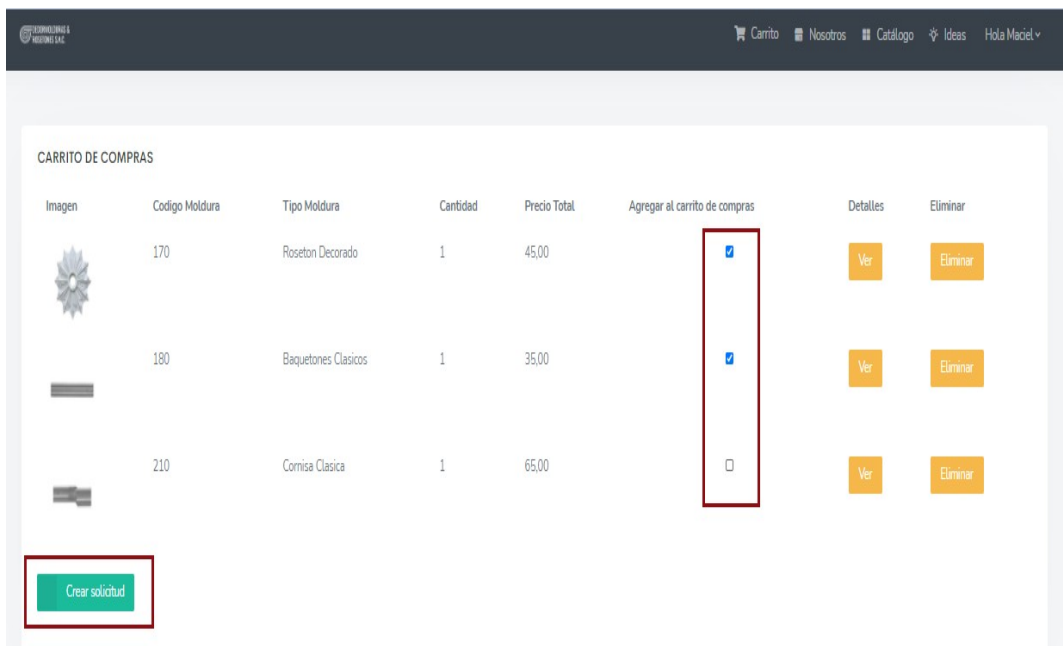 DECORMOLDURAS &
ROSETONES S.A.C.
Carrito Nosotros Catálogo Ideas Hola Maciel
CARRITO DE COMPRAS
Imagen Codigo Moldura Tipo Moldura Cantidad Precio Total Agregar al carrito de compras Detalles Eliminar
170 Roseton Decorado 1 45,00 Ver Eliminar
180 Baquetones Clasicos 1 35,00 Ver Eliminar
210 Cornisa Clasica 1 65,00 Ver Eliminar
Crear solicitud